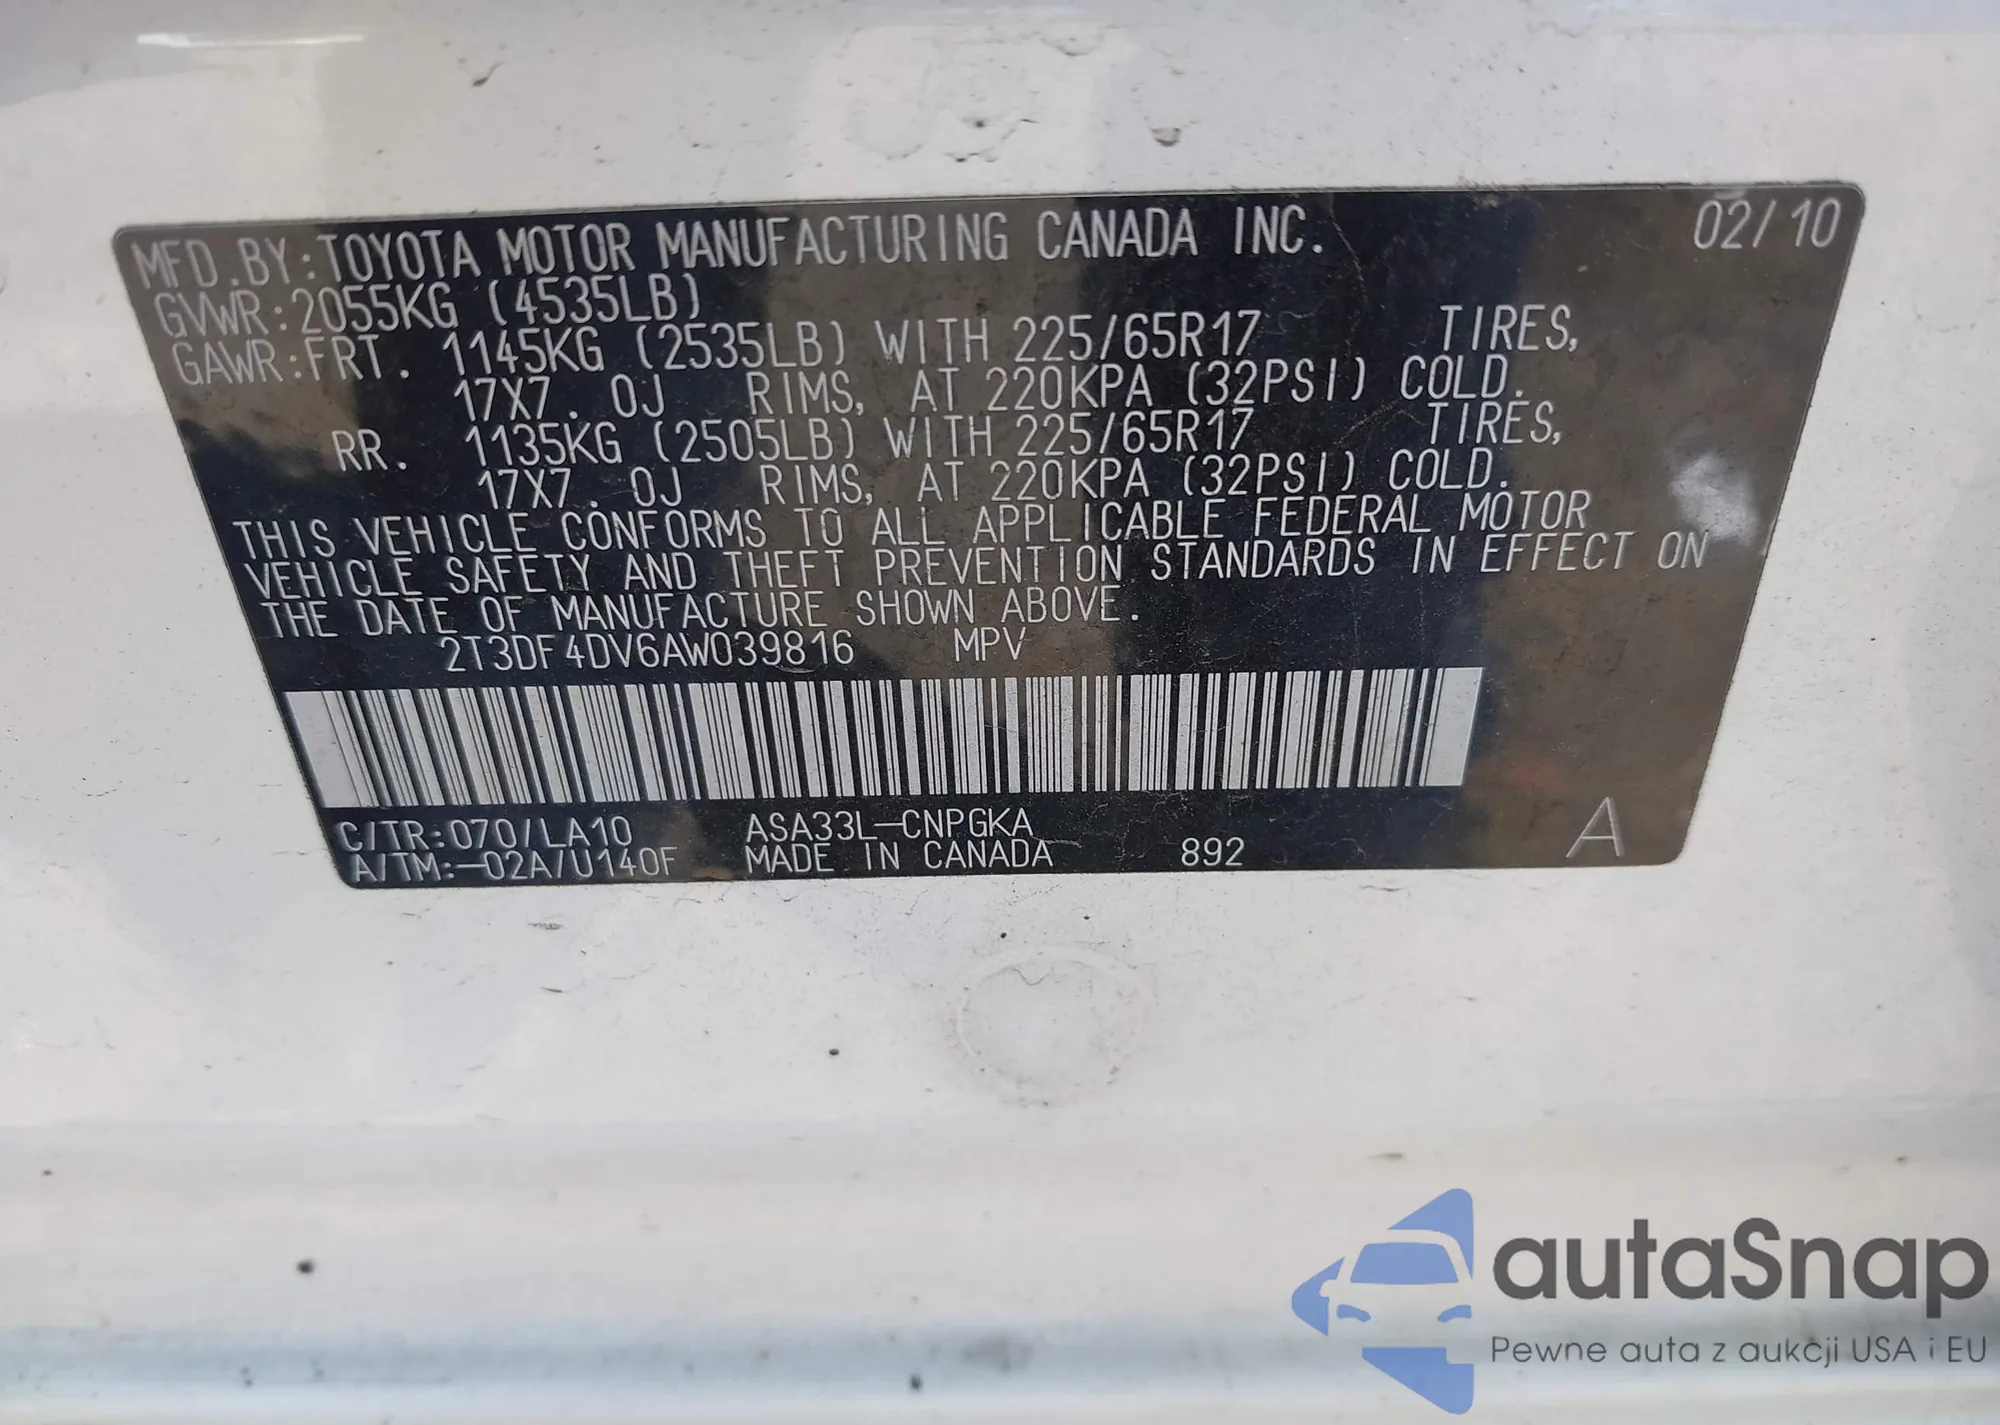 MFD.BY:TOYOTA MOTOR MANUFACTURING CANADA INC. 02/10
GVWR:2055KG (4535LB)
GAWR:FRT. 1145KG (2535LB) WITH 225/65R17 TIRES,
17X7.0J RIMS, AT 220KPA (32PSI) COLD.
RR. 1135KG (2505LB) WITH 225/65R17 TIRES,
17X7.0J RIMS, AT 220KPA (32PSI) COLD.
THIS VEHICLE CONFORMS TO ALL APPLICABLE FEDERAL MOTOR
VEHICLE SAFETY AND THEFT PREVENTION STANDARDS IN EFFECT ON
THE DATE OF MANUFACTURE SHOWN ABOVE.
2T3DF4DV6AW039816 MPV
C/TR:070/LA10 ASA33L-CNPGKA
A/TM:-02A/U140F MADE IN CANADA 892 A
autaSnap
Pewne auta z aukcji USA i EU